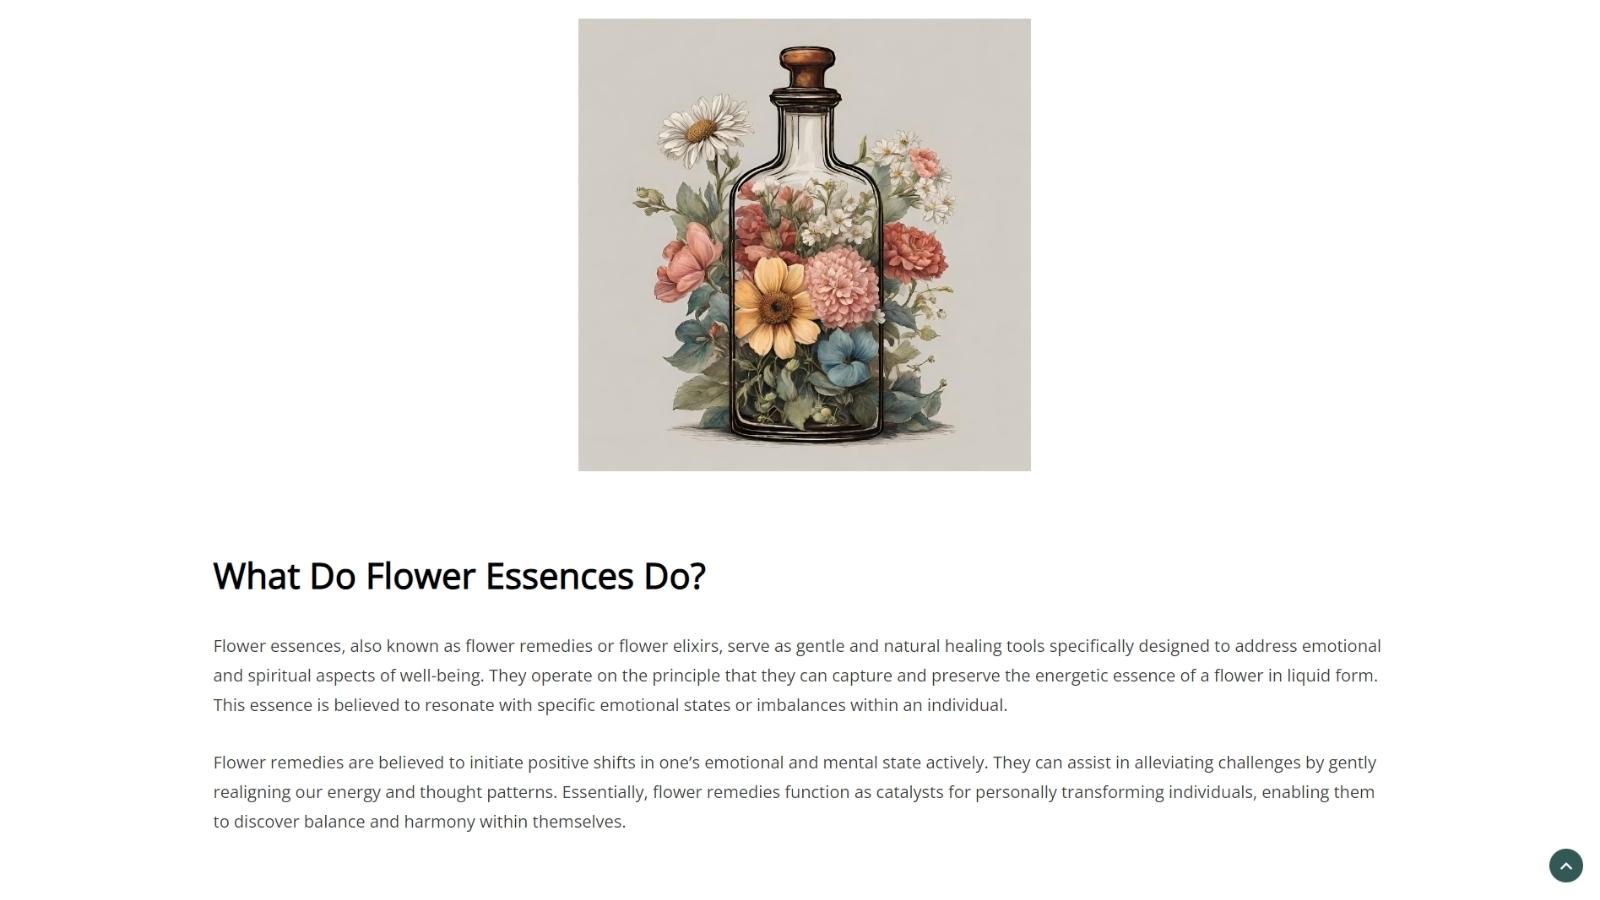 What Do Flower Essences Do?
Flower essences, also known as flower remedies or flower elixirs, serve as gentle and natural healing tools specifically designed to address emotional
and spiritual aspects of well-being. They operate on the principle that they can capture and preserve the energetic essence of a flower in liquid form.
This essence is believed to resonate with specific emotional states or imbalances within an individual.
Flower remedies are believed to initiate positive shifts in one’s emotional and mental state actively. They can assist in alleviating challenges by gently
realigning our energy and thought patterns. Essentially, flower remedies function as catalysts for personally transforming individuals, enabling them
to discover balance and harmony within themselves.